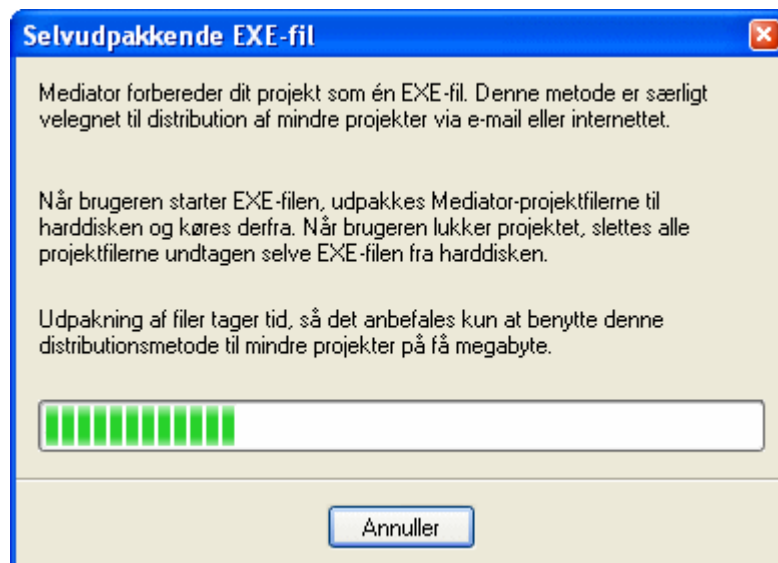 Selvudpakkende EXE-fil
Mediator forbereder dit projekt som én EXE-fil. Denne metode er særligt
velegnet til distribution af mindre projekter via e-mail eller internettet.
Når brugeren starter EXE-filen, udpakkes Mediator-projektfilerne til
harddisken og køres derfra. Når brugeren lukker projektet, slettes alle
projektfilerne undtagen selve EXE-filen fra harddisken.
Udpakning af filer tager tid, så det anbefales kun at benytte denne
distributionsmetode til mindre projekter på få megabyte.
Annuller